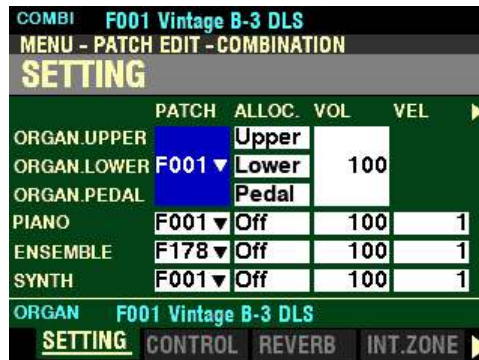 COMBI F001 Vintage B-3 DLS
MENU - PATCH EDIT -COMBINATION
SETTING
PATCH ALLOC. VOL VEL
ORGAN.UPPER Upper
ORGAN.LOWER F001 ▼ Lower 100
ORGAN.PEDAL Pedal
PIANO F001 ▼ Off 100 1
ENSEMBLE F178 ▼ Off 100 1
SYNTH F001 ▼ Off 100 1
ORGAN F001 Vintage B-3 DLS
SETTING CONTROL REVERB INT.ZONE